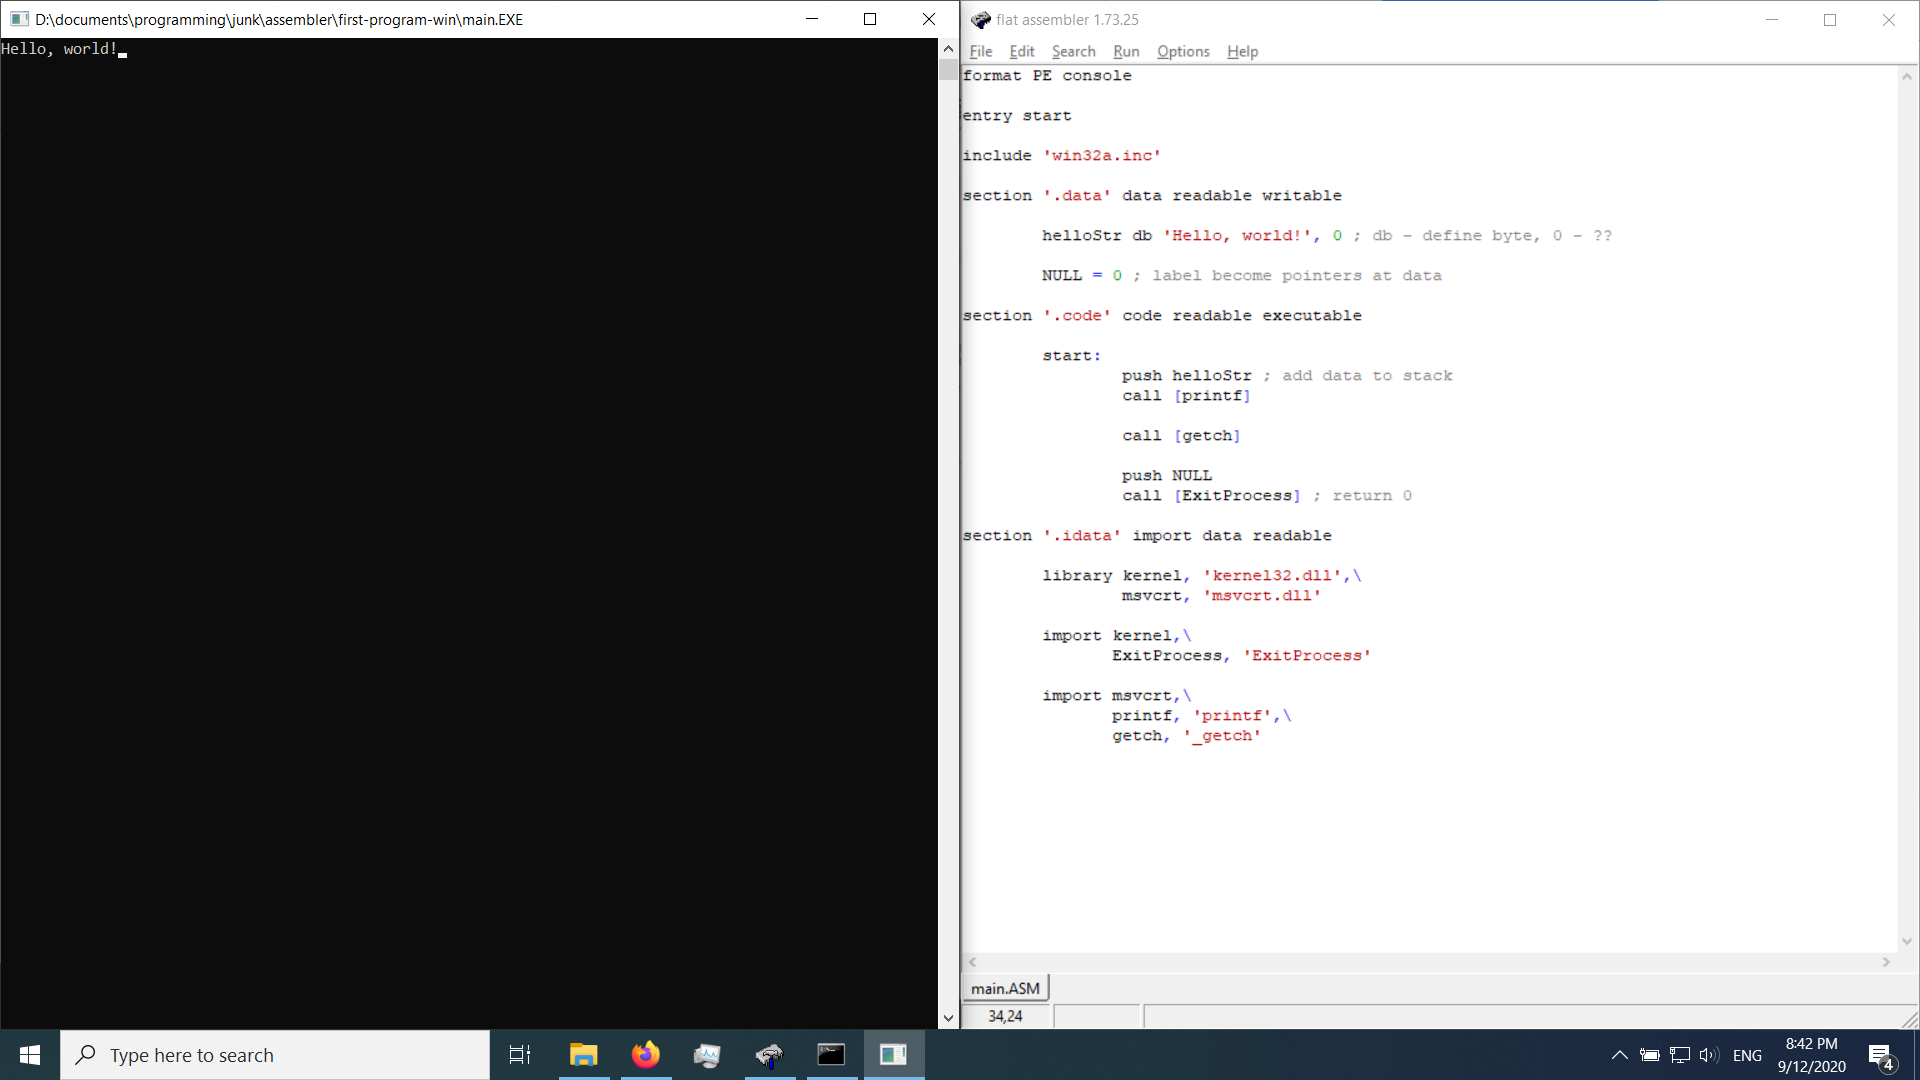 D:\documents\programming\junk\assembler\first-program-win\main.EXE
Hello, world!
flat assembler 1.73.25
File Edit Search Run Options Help
format PE console
entry start
include 'win32a.inc'
section '.data' data readable writable
helloStr db 'Hello, world!', 0 ; db - define byte, 0 - ??
NULL = 0 ; label become pointers at data
section '.code' code readable executable
start:
push helloStr ; add data to stack
call [printf]
call [getch]
push NULL
call [ExitProcess] ; return 0
section '.idata' import data readable
library kernel, 'kernel32.dll',\
msvcrt, 'msvcrt.dll'
import kernel,\
ExitProcess, 'ExitProcess'
import msvcrt,\
printf, 'printf',\
getch, '_getch'
main.ASM
34,24
Type here to search
ENG
8:42 PM
9/12/2020
4